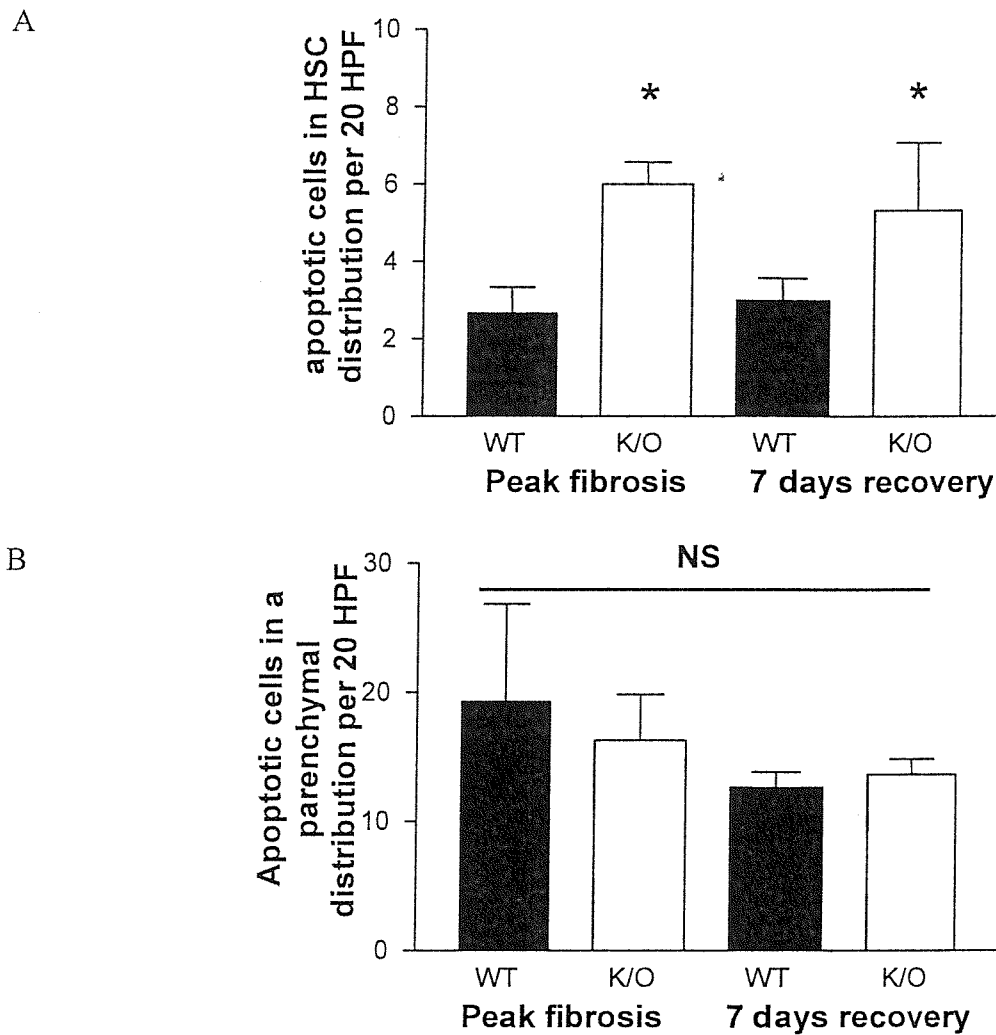 A
apoptotic cells in HSC
distribution per 20 HPF
10
8
6
4
2
0
*
*
WT
K/O
WT
K/O
Peak fibrosis
7 days recovery
B
Apoptotic cells in a
parenchymal
distribution per 20 HPF
30
20
10
0
NS
WT
K/O
WT
K/O
Peak fibrosis
7 days recovery